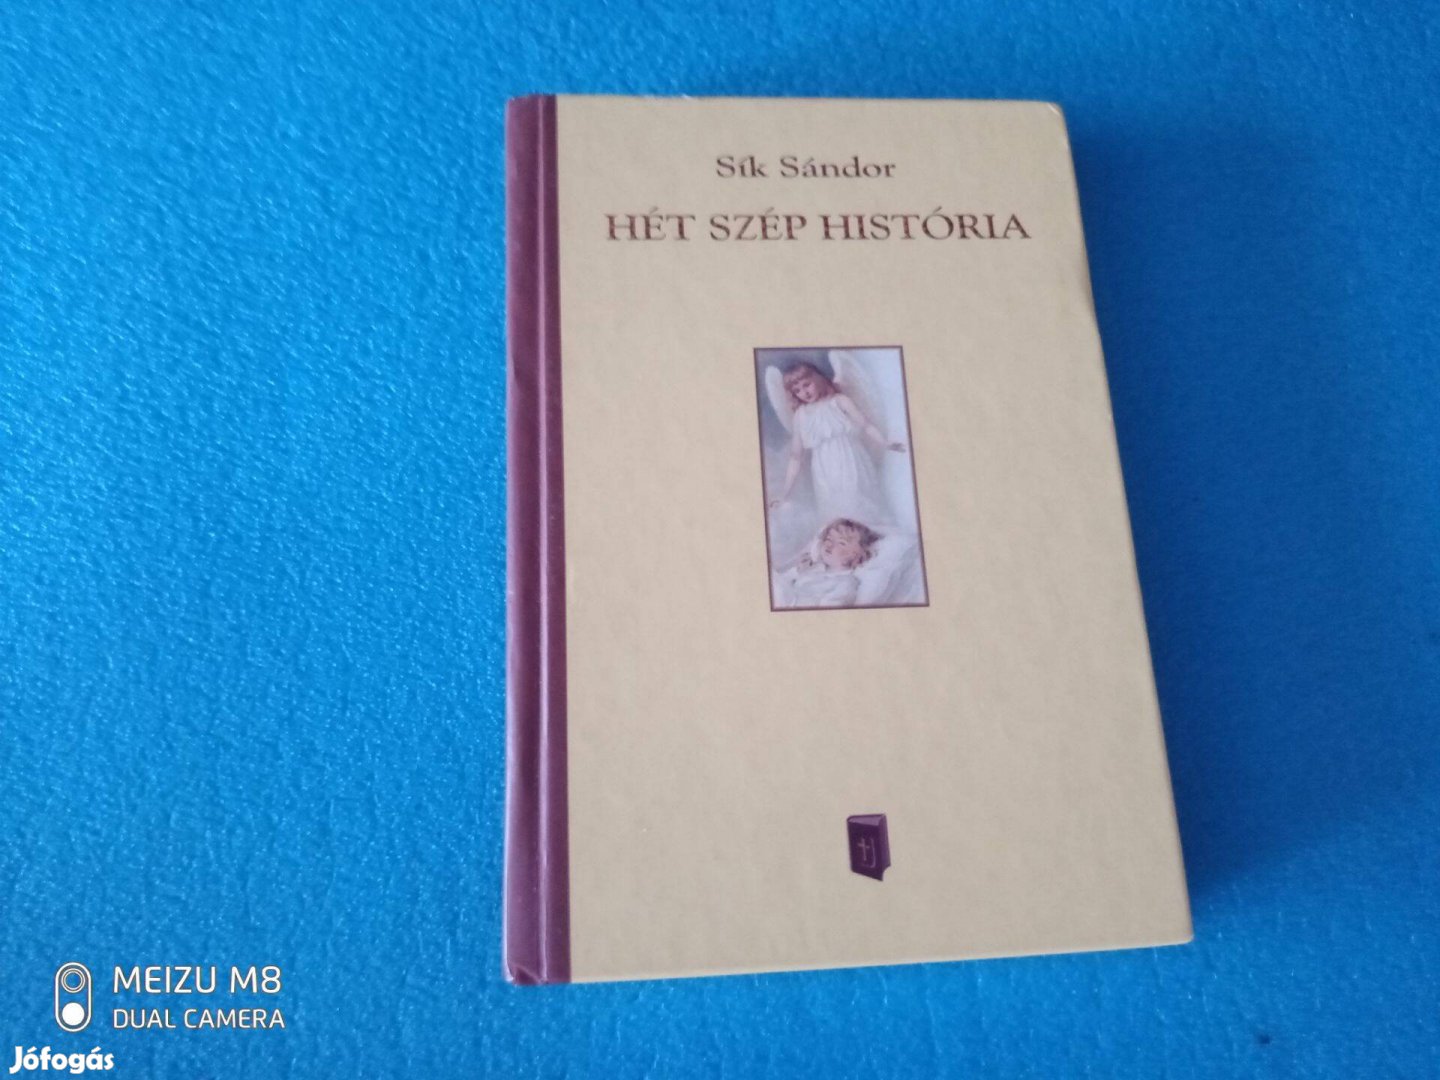 Sík Sándor
HÉT SZÉP HISTÓRIA
MEIZU M8
DUAL CAMERA
Jófogás